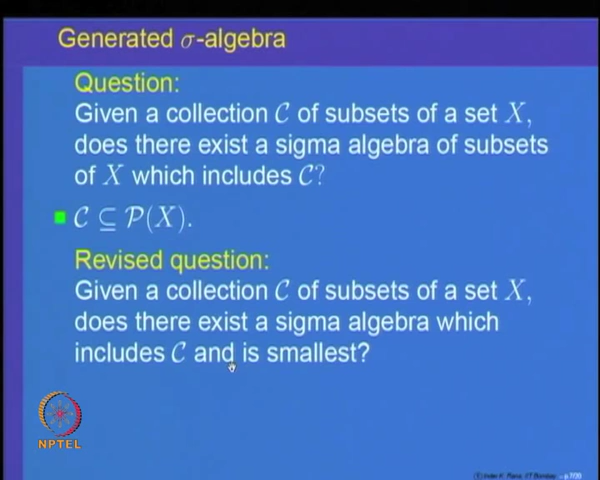 Generated σ-algebra
Question:
Given a collection C of subsets of a set X,
does there exist a sigma algebra of subsets
of X which includes C?
C ⊆ P(X).
Revised question:
Given a collection C of subsets of a set X,
does there exist a sigma algebra which
includes C and is smallest?
NPTEL